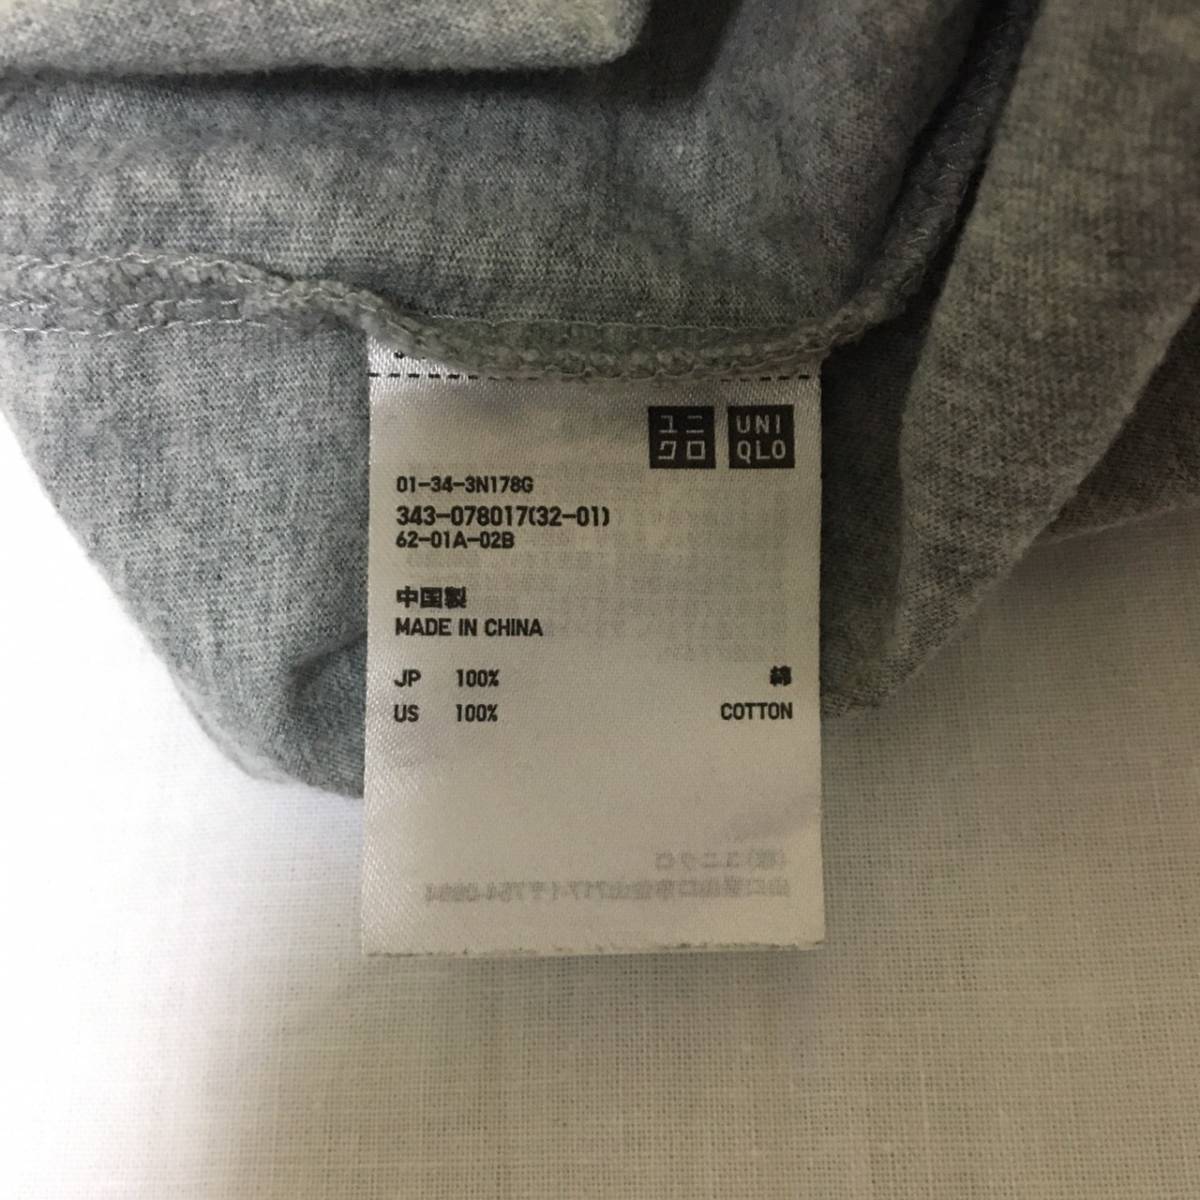 ユニ
クロ
UNI
QLO
01-34-3N178G
343-078017(32-01)
62-01A-02B
中国製
MADE IN CHINA
JP 100% 綿
US 100% COTTON